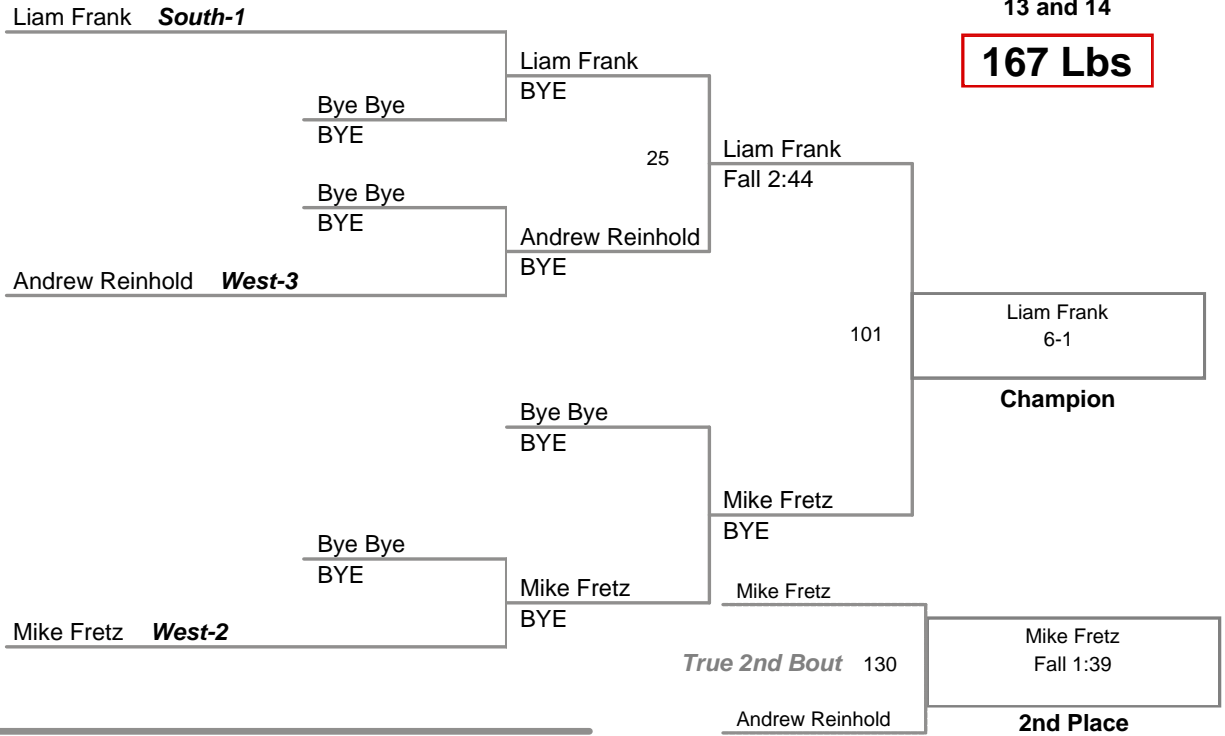 13 and 14
167 Lbs
Liam Frank South-1
Liam Frank
BYE
Bye Bye
BYE
25
Liam Frank
Fall 2:44
Bye Bye
BYE
Andrew Reinhold
BYE
Andrew Reinhold West-3
Liam Frank
6-1
101
Champion
Bye Bye
BYE
Mike Fretz
BYE
Bye Bye
BYE
Mike Fretz
BYE
Mike Fretz West-2
Mike Fretz
True 2nd Bout 130
Andrew Reinhold
Mike Fretz
Fall 1:39
2nd Place